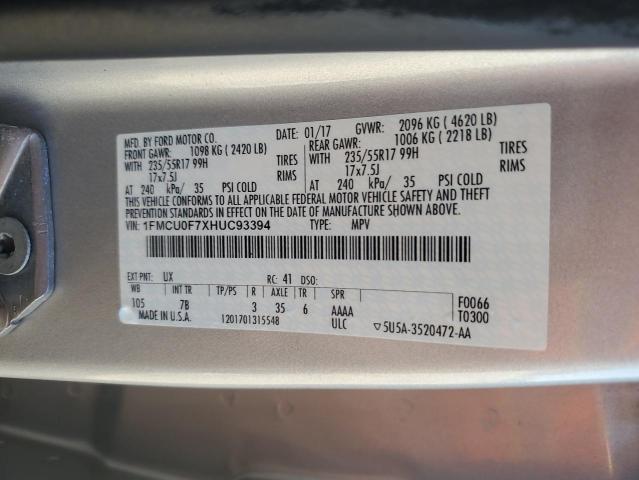 MFD. BY FORD MOTOR CO. DATE: 01/17 GVWR: 2096 KG ( 4620 LB)
FRONT GAWR: 1098 KG ( 2420 LB) REAR GAWR: 1006 KG ( 2218 LB)
WITH 235/55R17 99H TIRES WITH 235/55R17 99H TIRES
17x7.5J RIMS 17x7.5J RIMS
AT 240 kPa/ 35 PSI COLD AT 240 kPa/ 35 PSI COLD
THIS VEHICLE CONFORMS TO ALL APPLICABLE FEDERAL MOTOR VEHICLE SAFETY AND THEFT
PREVENTION STANDARDS IN EFFECT ON THE DATE OF MANUFACTURE SHOWN ABOVE.
VIN: 1FMCU0F7XHUC93394 TYPE: MPV
EXT PNT: UX RC: 41 DSO:
WB INT TR TP/PS R AXLE TR SPR F0066
105 7B 3 35 6 AAAA T0300
MADE IN U.S.A. 1201701315548 ULC ▽5U5A-3520472-AA